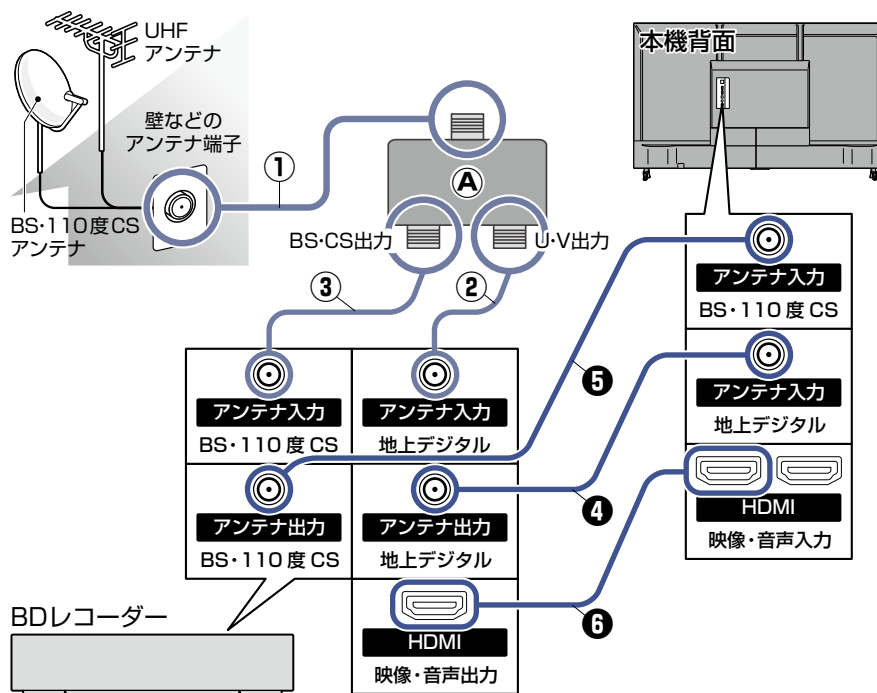 UHF
アンテナ
壁などの
アンテナ端子
BS･110度CS
アンテナ
①
Ⓐ
BS･CS出力
U･V出力
③
②
本機背面
アンテナ入力
BS･110度CS
アンテナ入力
地上デジタル
HDMI
映像･音声入力
❺
❹
❻
アンテナ入力
BS･110度CS
アンテナ入力
地上デジタル
アンテナ出力
BS･110度CS
アンテナ出力
地上デジタル
HDMI
映像･音声出力
BDレコーダー